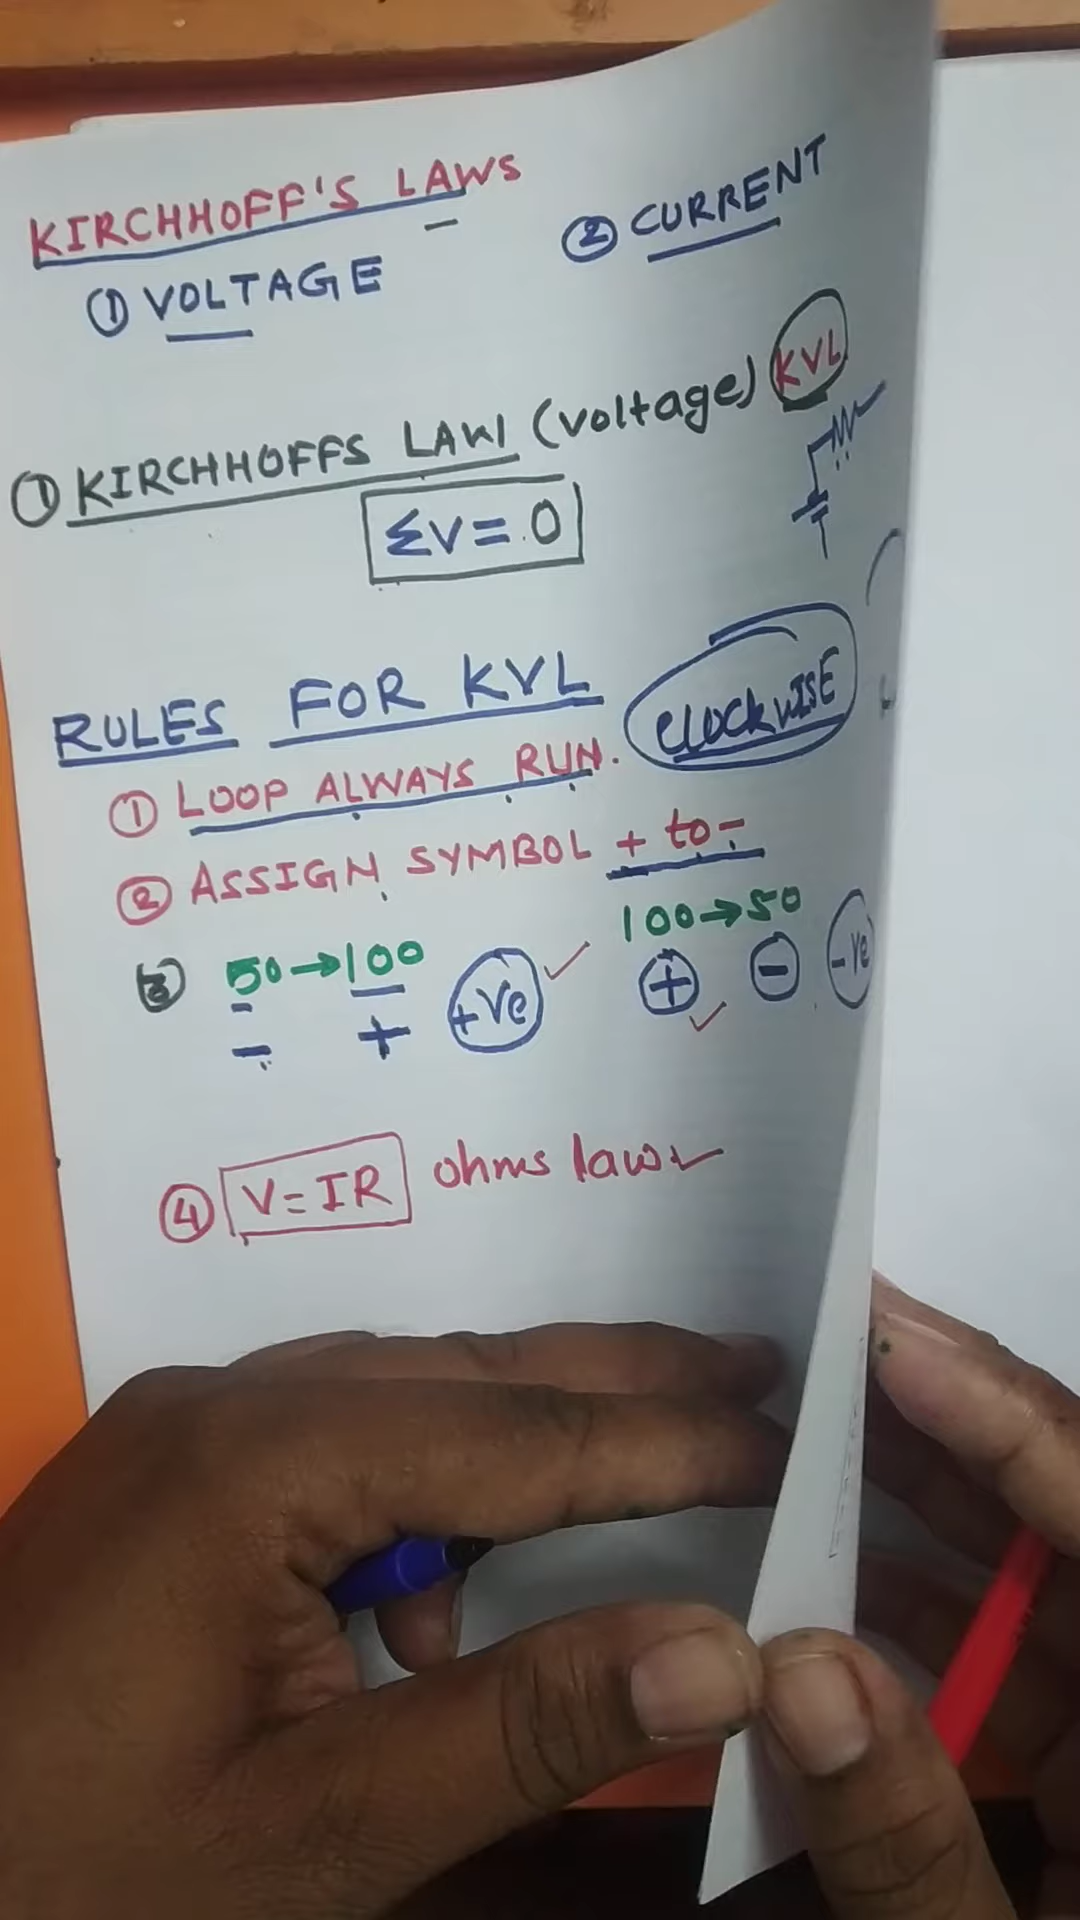 KIRCHHOFF'S LAWS
① VOLTAGE ② CURRENT
① KIRCHHOFFS LAW (voltage) KVL
ΣV = 0
RULES FOR KVL
① LOOP ALWAYS RUN. clockwISE
② ASSIGN SYMBOL + to -
③ 50→100 +ve 100→50 -ve
- + + -
④ V=IR ohms law